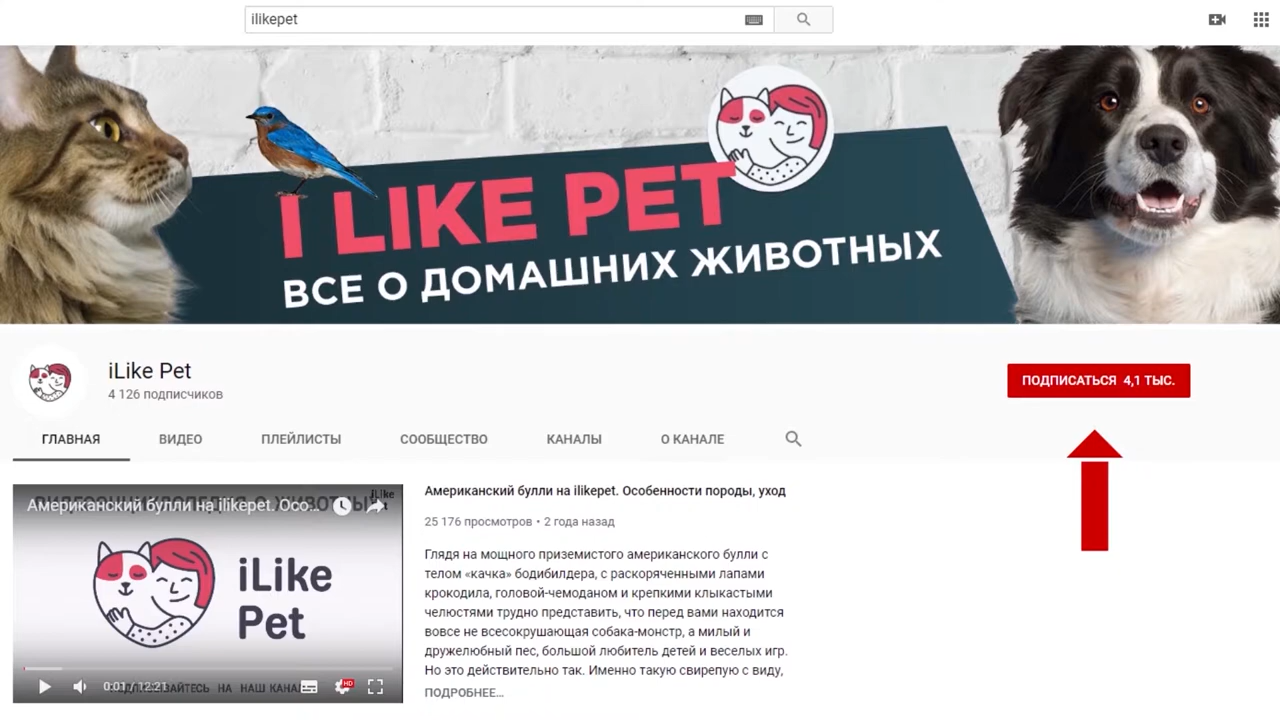 ilikepet
I LIKE PET
ВСЕ О ДОМАШНИХ ЖИВОТНЫХ
iLike Pet
4 126 подписчиков
ПОДПИСАТЬСЯ 4,1 ТЫС.
ГЛАВНАЯ
ВИДЕО
ПЛЕЙЛИСТЫ
СООБЩЕСТВО
КАНАЛЫ
О КАНАЛЕ
Американский булли на ilikepet. Осо...
iLike
Pet
0:01 / 12:21
HD
Американский булли на ilikepet. Особенности породы, уход
25 176 просмотров • 2 года назад
Глядя на мощного приземистого американского булли с
телом «качка» бодибилдера, с раскоряченными лапами
крокодила, головой-чемоданом и крепкими клыкастыми
челюстями трудно представить, что перед вами находится
вовсе не всесокрушающая собака-монстр, а милый и
дружелюбный пес, большой любитель детей и веселых игр.
Но это действительно так. Именно такую свирепую с виду,
ПОДРОБНЕЕ...